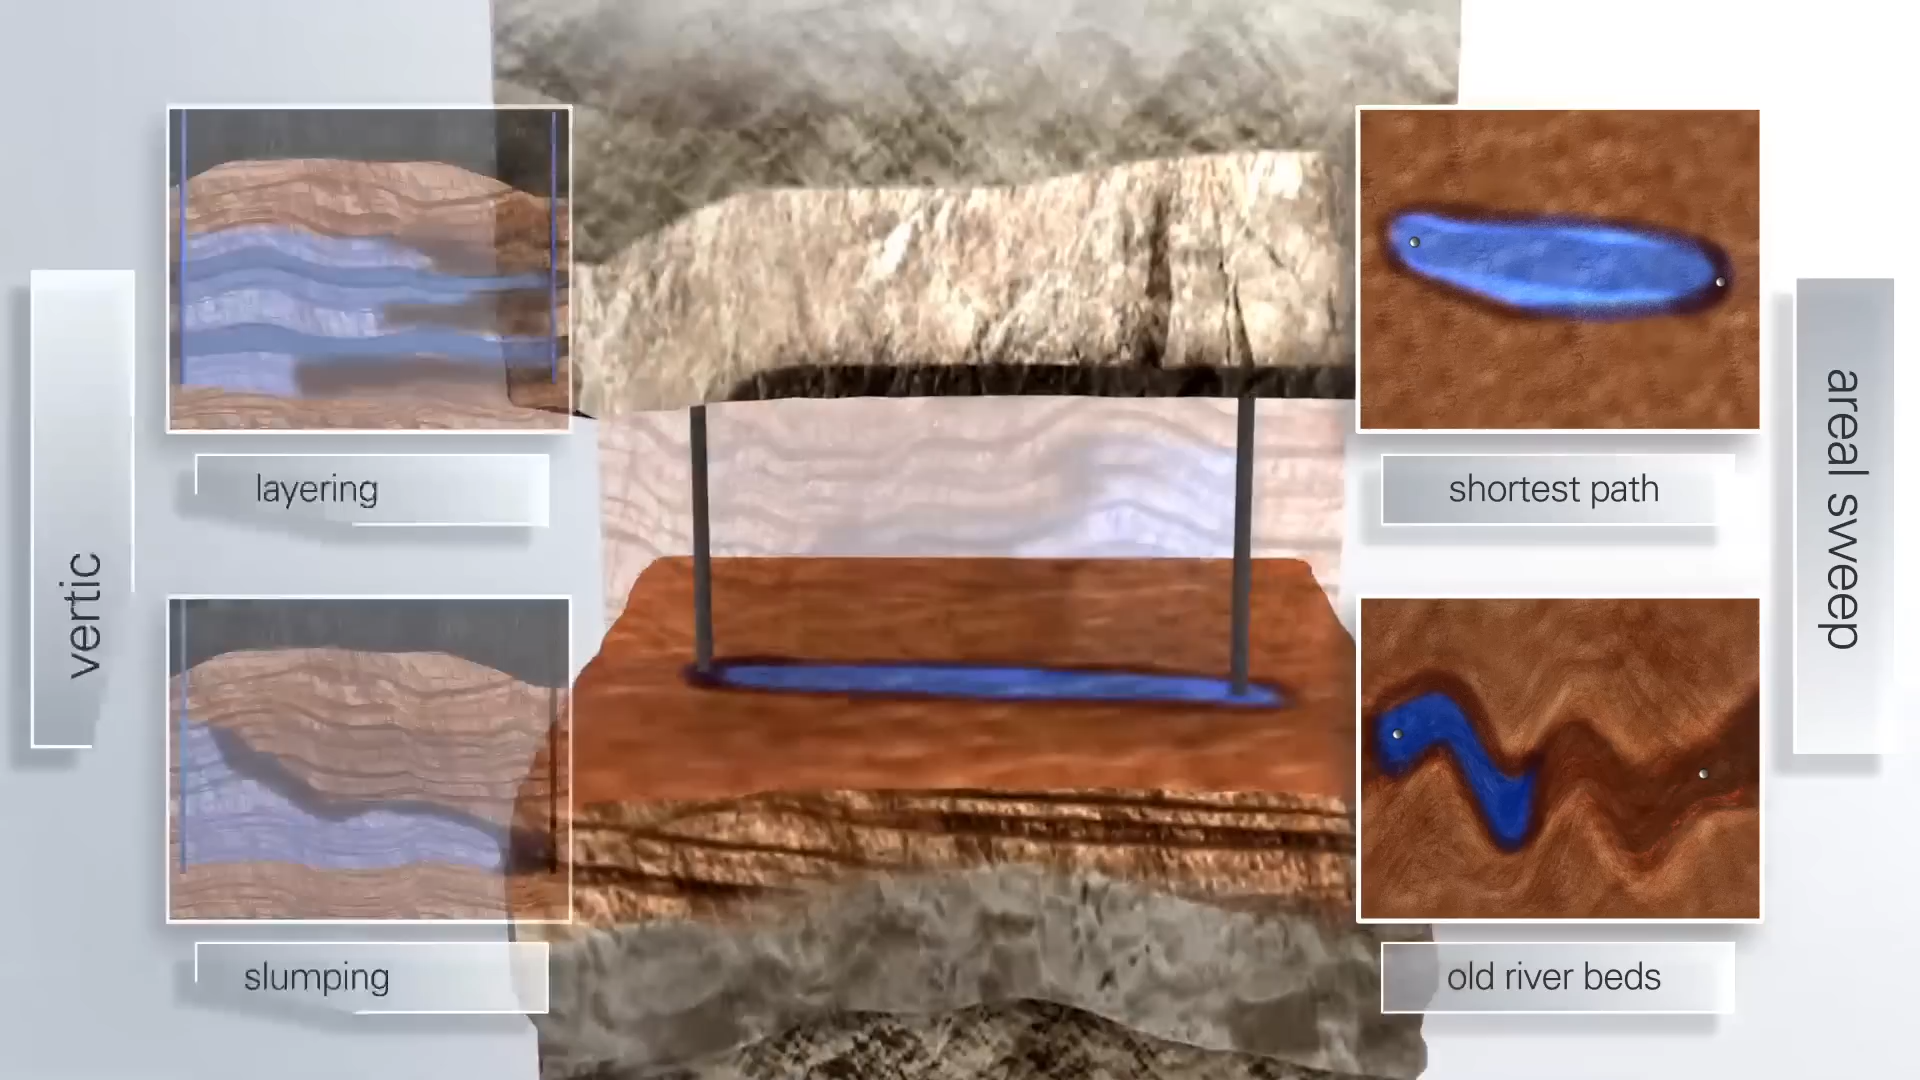 vertic
layering
slumping
shortest path
old river beds
areal sweep